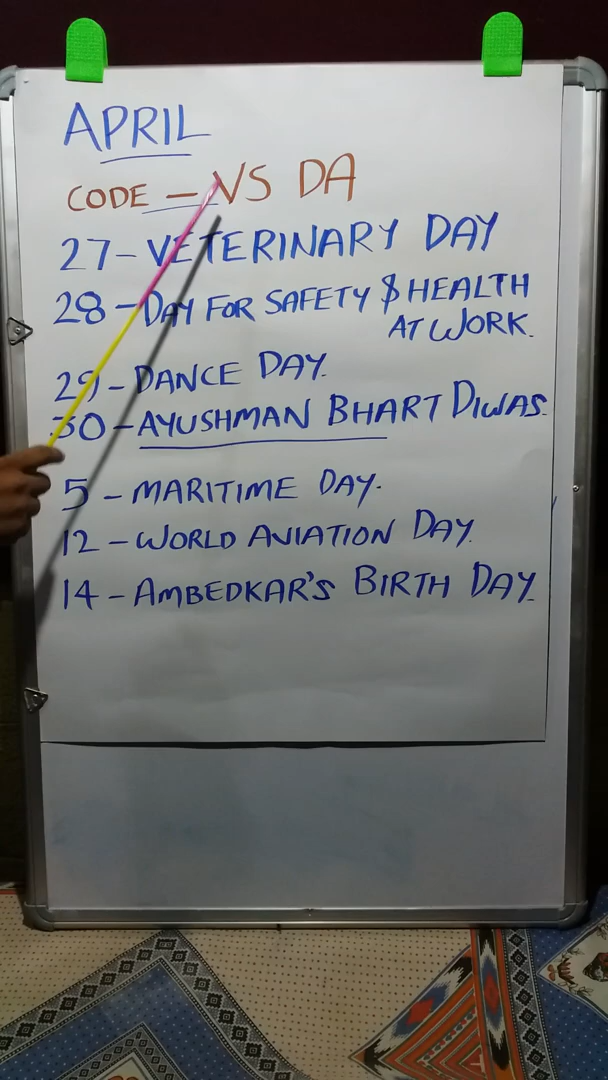 APRIL
CODE - VS DA
27 - VETERINARY DAY
28 - DAY FOR SAFETY $ HEALTH
AT WORK.
29 - DANCE DAY.
30 - AYUSHMAN BHART DIWAS.
5 - MARITIME DAY.
12 - WORLD AVIATION DAY.
14 - AMBEDKAR'S BIRTH DAY.